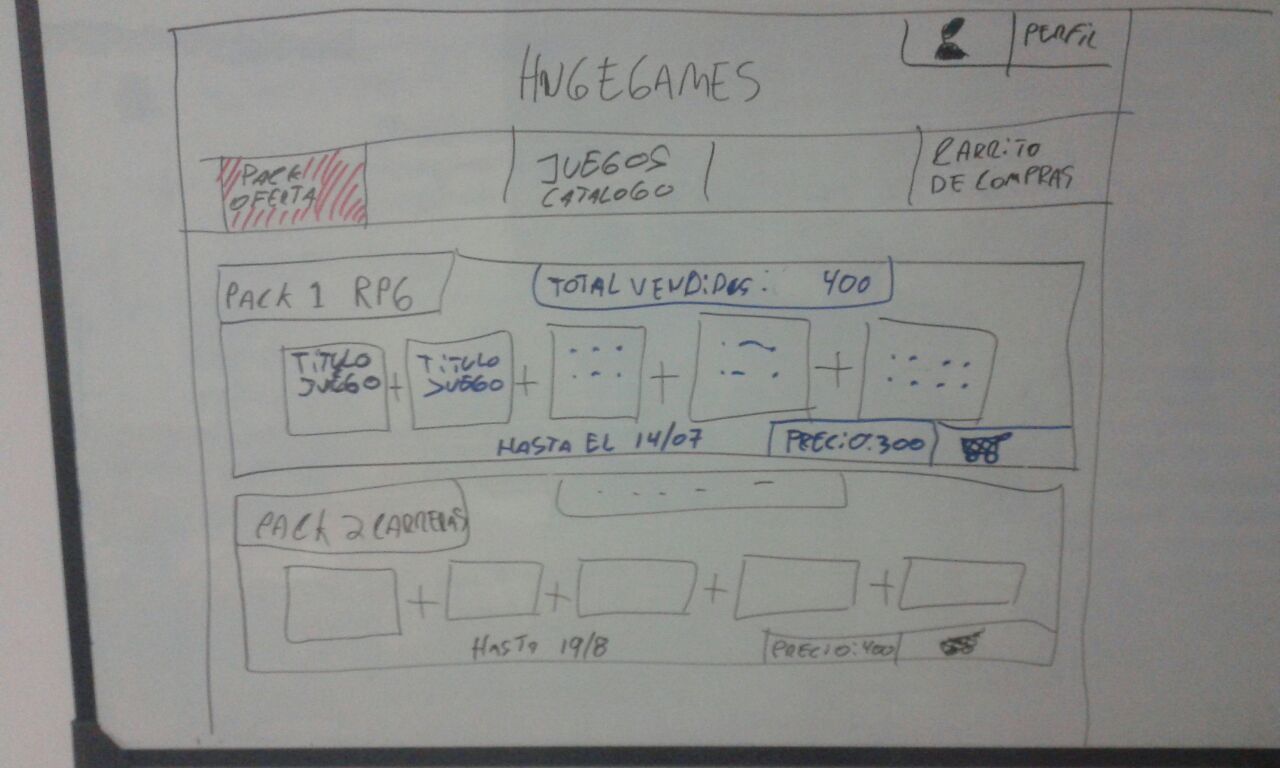 PERFIL
HNGEGAMES
PACK
OFERTA
JUEGOS
CATALOGO
CARRITO
DE COMPRAS
PACK 1 RPG
TOTAL VENDIDOS: 400
TITULO
JUEGO
+
TITULO
JUEGO
+
+
+
HASTA EL 14/07
PRECIO:300
PACK 2 CARRERAS
+
+
+
+
HASTA 19/8
PRECIO:400